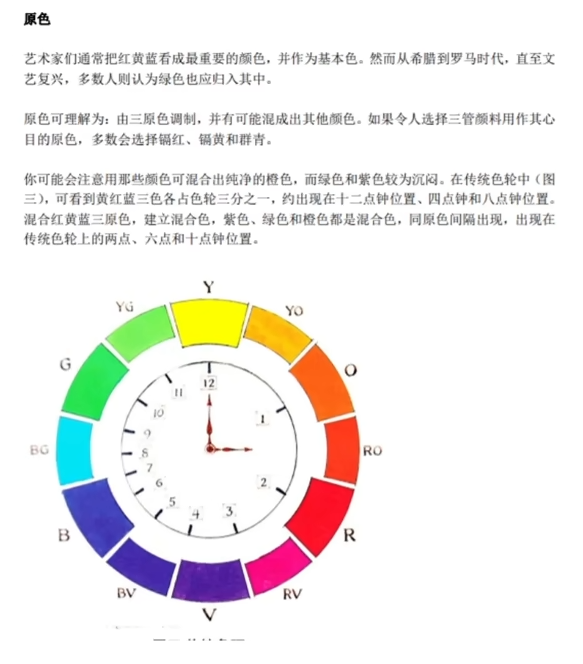 原色
艺术家们通常把红黄蓝看成最重要的颜色，并作为基本色。然而从希腊到罗马时代，直至文
艺复兴，多数人则认为绿色也应归入其中。
原色可理解为：由三原色调制，并有可能混成出其他颜色。如果令人选择三管颜料用作其心
目的原色，多数会选择镉红、镉黄和群青。
你可能会注意用那些颜色可混合出纯净的橙色，而绿色和紫色较为沉闷。在传统色轮中（图
三），可看到黄红蓝三色各占色轮三分之一，约出现在十二点钟位置、四点钟和八点钟位置。
混合红黄蓝三原色，建立混合色，紫色、绿色和橙色都是混合色，同原色间隔出现，出现在
传统色轮上的两点、六点和十点钟位置。
Y
YG
YO
G
O
12
11
10
1
9
BG
8
RO
7
6
2
5
4
3
B
R
BV
RV
V